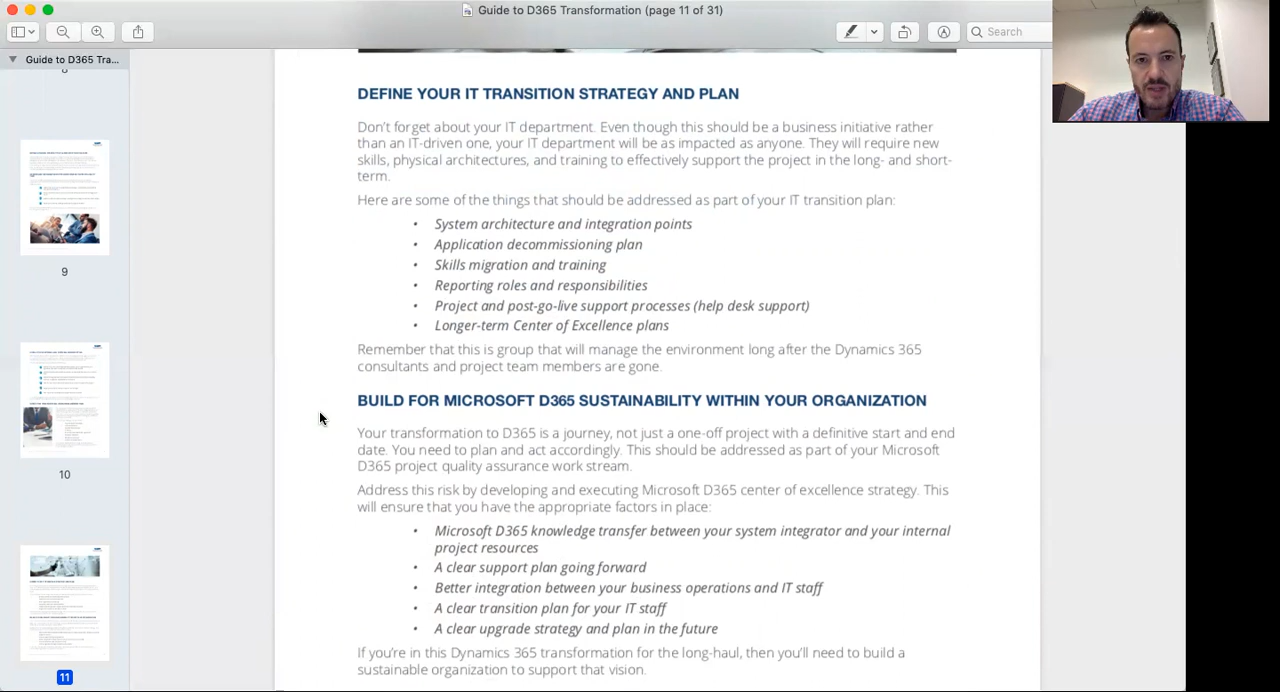 Guide to D365 Transformation (page 11 of 31)
Search
Guide to D365 Tra...
9
10
11
DEFINE YOUR IT TRANSITION STRATEGY AND PLAN
Don't forget about your IT department. Even though this should be a business initiative rather
than an IT-driven one, your IT department will be as impacted as anyone. They will require new
skills, physical architectures, and training to effectively support the project in the long- and short-
term.
Here are some of the things that should be addressed as part of your IT transition plan:
• System architecture and integration points
• Application decommissioning plan
• Skills migration and training
• Reporting roles and responsibilities
• Project and post-go-live support processes (help desk support)
• Longer-term Center of Excellence plans
Remember that this is group that will manage the environment long after the Dynamics 365
consultants and project team members are gone.
BUILD FOR MICROSOFT D365 SUSTAINABILITY WITHIN YOUR ORGANIZATION
Your transformation to D365 is a journey, not just a one-off project with a definitive start and end
date. You need to plan and act accordingly. This should be addressed as part of your Microsoft
D365 project quality assurance work stream.
Address this risk by developing and executing Microsoft D365 center of excellence strategy. This
will ensure that you have the appropriate factors in place:
• Microsoft D365 knowledge transfer between your system integrator and your internal
project resources
• A clear support plan going forward
• Better integration between your business operations and IT staff
• A clear transition plan for your IT staff
• A clear upgrade strategy and plan in the future
If you're in this Dynamics 365 transformation for the long-haul, then you'll need to build a
sustainable organization to support that vision.